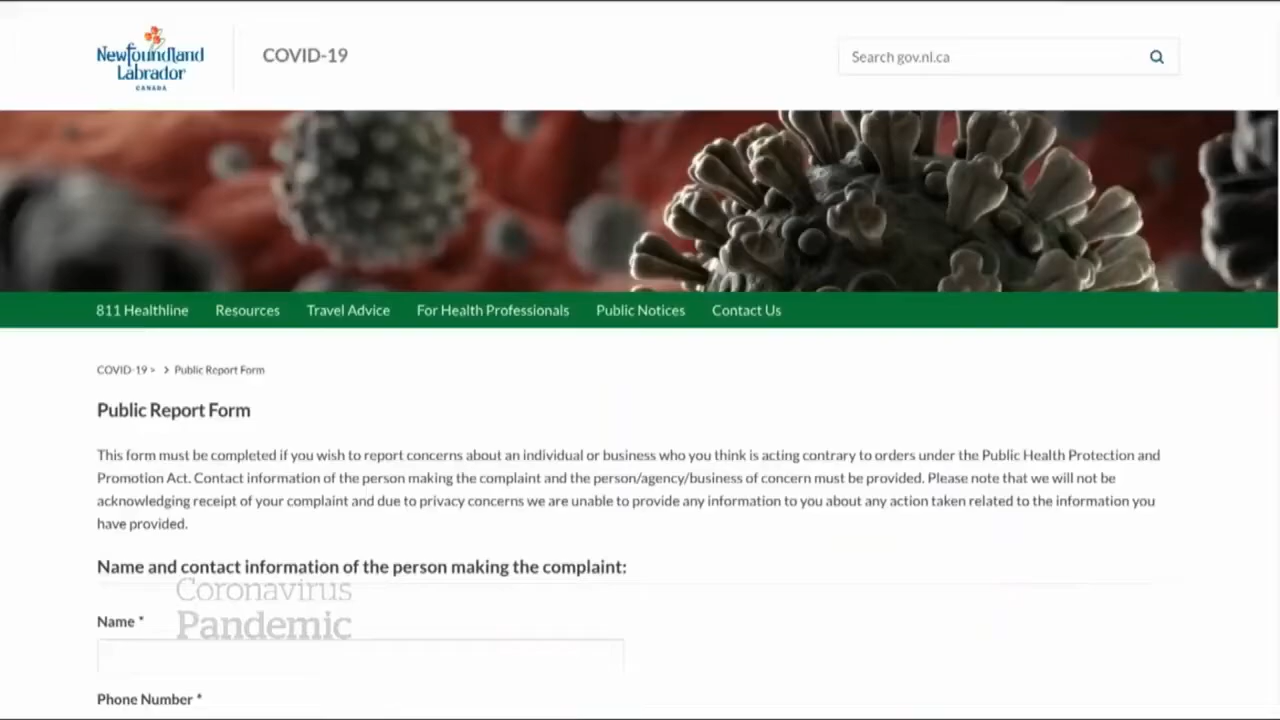 Newfoundland
Labrador
CANADA
COVID-19
Search gov.nl.ca
811 Healthline Resources Travel Advice For Health Professionals Public Notices Contact Us
COVID-19 > > Public Report Form
Public Report Form
This form must be completed if you wish to report concerns about an individual or business who you think is acting contrary to orders under the Public Health Protection and
Promotion Act. Contact information of the person making the complaint and the person/agency/business of concern must be provided. Please note that we will not be
acknowledging receipt of your complaint and due to privacy concerns we are unable to provide any information to you about any action taken related to the information you
have provided.
Name and contact information of the person making the complaint:
Coronavirus
Pandemic
Name *
Phone Number *